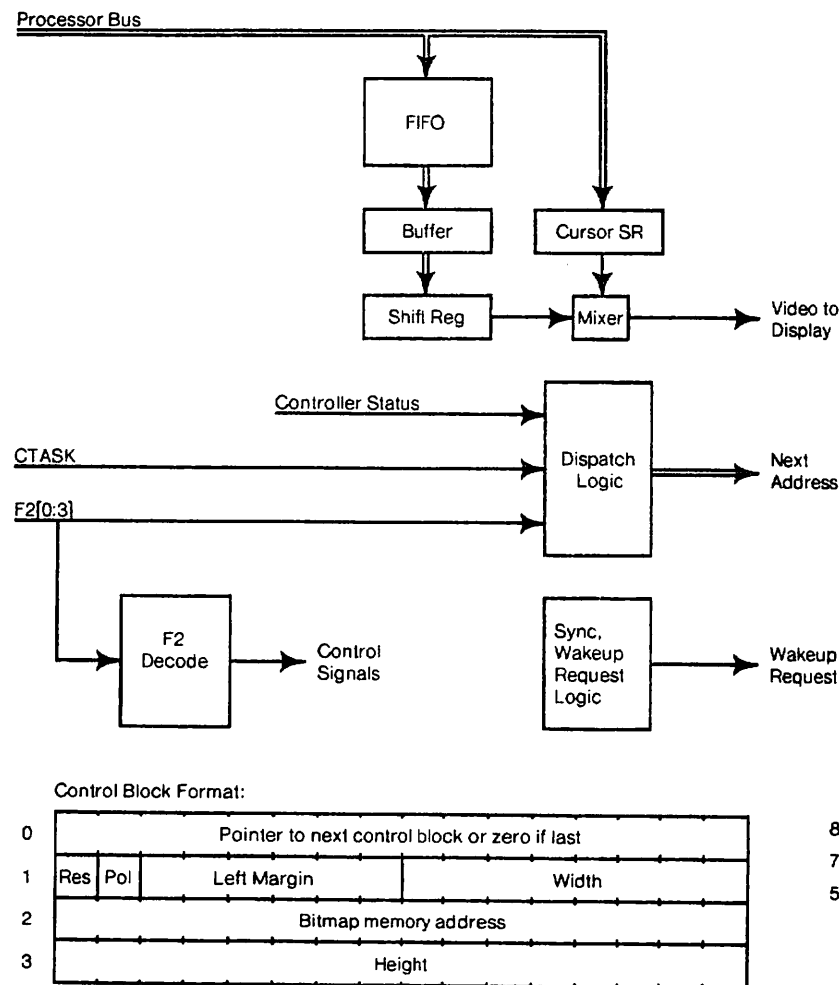 Processor Bus
FIFO
Buffer
Cursor SR
Shift Reg
Mixer
Video to
Display
Controller Status
CTASK
Dispatch
Logic
Next
Address
F2[0:3]
F2
Decode
Control
Signals
Sync,
Wakeup
Request
Logic
Wakeup
Request
Control Block Format:
0 Pointer to next control block or zero if last 8
7
1 Res Pol Left Margin Width
5
2 Bitmap memory address
3 Height